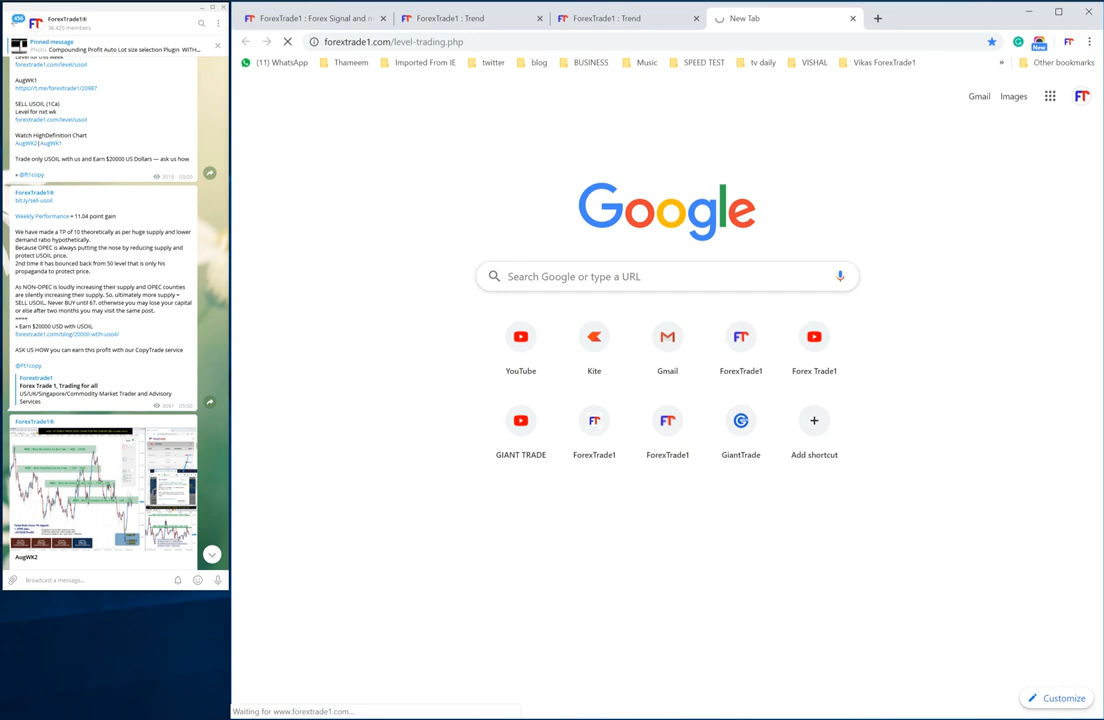 458
ForexTrade1®
36,420 members
Pinned message
Photo, Compounding Profit Auto Lot size selection Plugin WITH...
Level for this week
forextrade1.com/level/usoil
AugWK1
https://t.me/forextrade1/20987
SELL USOIL (1Ca)
Level for nxt wk
forextrade1.com/level/usoil
Watch HighDefinition Chart
AugWK2|AugWK1
Trade only USOIL with us and Earn $20000 US Dollars — ask us how
» @ft1copy
3019 03:00
ForexTrade1®
bit.ly/sell-usoil
Weekly Performance = 11.04 point gain
We have made a TP of 10 theoretically as per huge supply and lower
demand ratio hypothetically.
Because OPEC is always putting the nose by reducing supply and
protect USOIL price.
2nd time it has bounced back from 50 level that is only his
propaganda to protect price.
As NON-OPEC is loudly increasing their supply and OPEC counties
are silently increasing their supply. So, ultimately more supply =
SELL USOIL. Never BUY until 67, otherwise you may lose your capital
or else after two months you may visit the same post.
====
» Earn $20000 USD with USOIL
forextrade1.com/blog/20000-wtih-usoil/
ASK US HOW you can earn this profit with our CopyTrade service
@Ft1copy
Forextrade1
Forex Trade 1, Trading for all
US/UK/Singapore/Commodity Market Trader and Advisory
Services
3091 05:00
ForexTrade1®
AugWK2
Broadcast a message...
ForexTrade1 : Forex Signal and m
ForexTrade1 : Trend
ForexTrade1 : Trend
New Tab
forextrade1.com/level-trading.php
New
(11) WhatsApp
Thameem
Imported From IE
twitter
blog
BUSINESS
Music
SPEED TEST
tv daily
VISHAL
Vikas ForexTrade1
»
Other bookmarks
Gmail
Images
FT
Google
Search Google or type a URL
YouTube
Kite
Gmail
ForexTrade1
Forex Trade1
GIANT TRADE
ForexTrade1
ForexTrade1
GiantTrade
Add shortcut
Customize
Waiting for www.forextrade1.com...